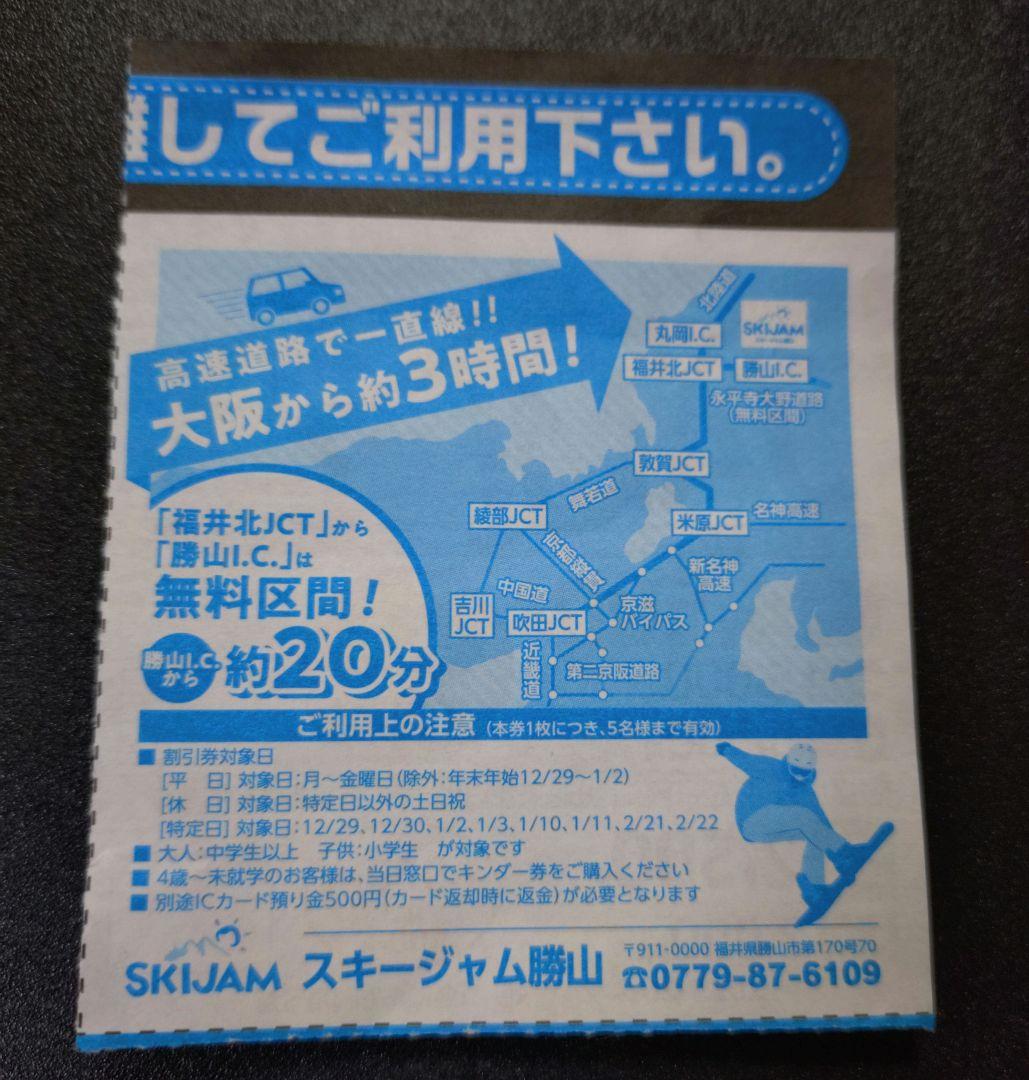 してご利用下さい。
高速道路で一直線!!
大阪から約3時間!
北陸道
丸岡I.C.
SKIJAM
福井北JCT
勝山I.C.
永平寺大野道路
(無料区間)
敦賀JCT
舞若道
綾部JCT
米原JCT
名神高速
京都縦貫
新名神
高速
「福井北JCT」から
「勝山I.C.」は
無料区間!
勝山I.C.
から
約20分
中国道
吉川
JCT
吹田JCT
京滋
バイパス
近畿道
第二京阪道路
ご利用上の注意 (本券1枚につき、5名様まで有効)
■ 割引券対象日
[平 日] 対象日:月~金曜日(除外:年末年始12/29~1/2)
[休 日] 対象日:特定日以外の土日祝
[特定日] 対象日:12/29、12/30、1/2、1/3、1/10、1/11、2/21、2/22
■ 大人:中学生以上 子供:小学生 が対象です
■ 4歳~未就学のお客様は、当日窓口でキンダー券をご購入ください
■ 別途ICカード預り金500円(カード返却時に返金)が必要となります
SKIJAM スキージャム勝山
〒911-0000 福井県勝山市第170号70
☎0779-87-6109